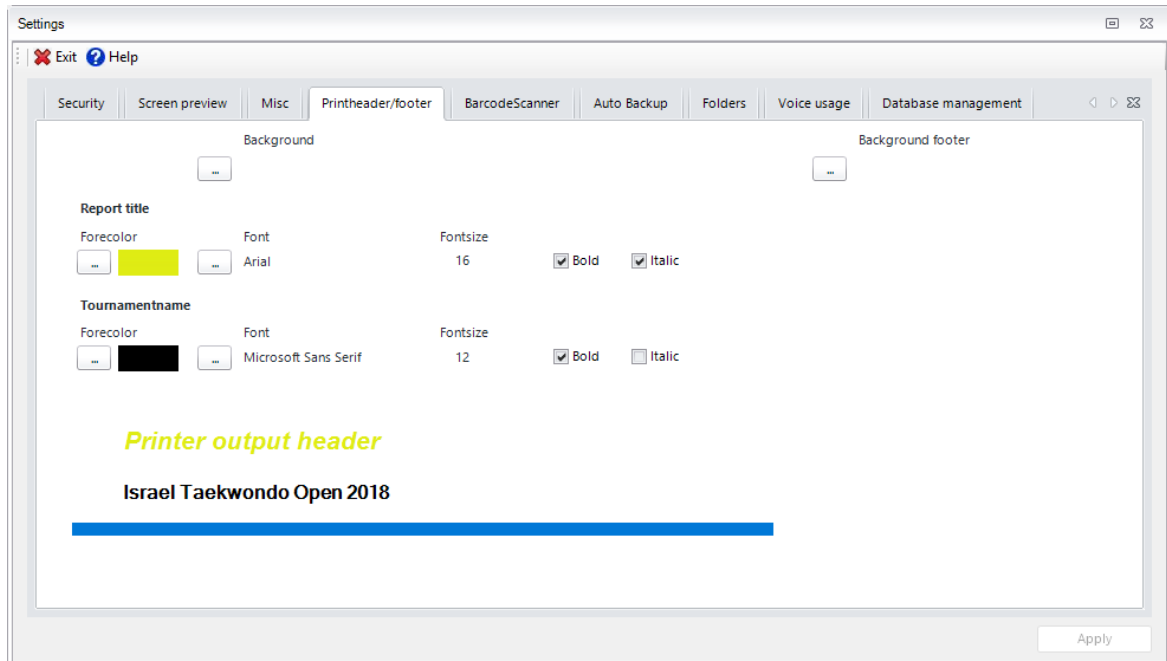 Settings
Exit Help
Security Screen preview Misc Printheader/footer BarcodeScanner Auto Backup Folders Voice usage Database management
Background Background footer
... ...
Report title
Forecolor Font Fontsize
... ... Arial 16 Bold Italic
Tournamentname
Forecolor Font Fontsize
... ... Microsoft Sans Serif 12 Bold Italic
Printer output header
Israel Taekwondo Open 2018
Apply